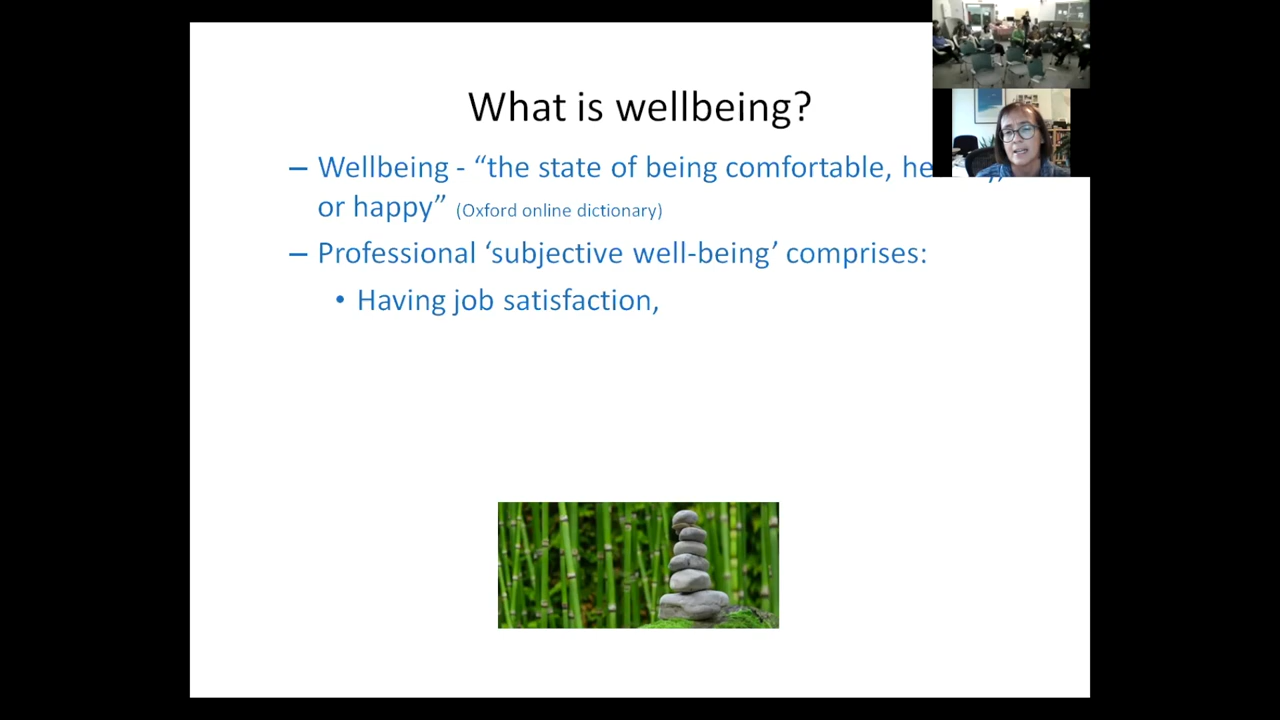 What is wellbeing?
– Wellbeing - “the state of being comfortable, he
or happy” (Oxford online dictionary)
– Professional ‘subjective well-being’ comprises:
• Having job satisfaction,